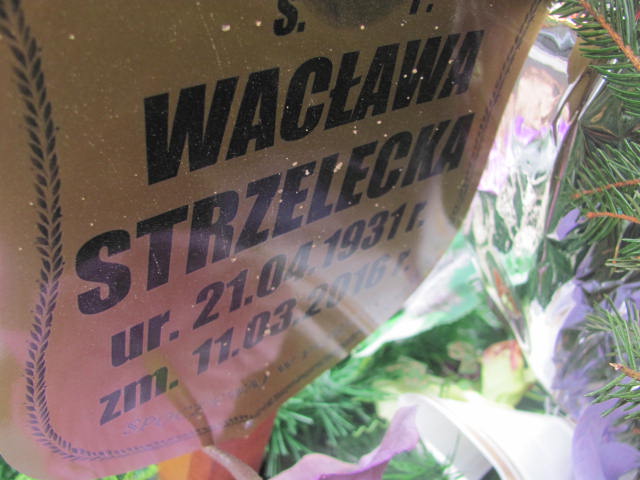 Ś. P.
WACŁAWA
STRZELECKA
ur. 21.04.1931 r.
zm. 11.03.2016 r.